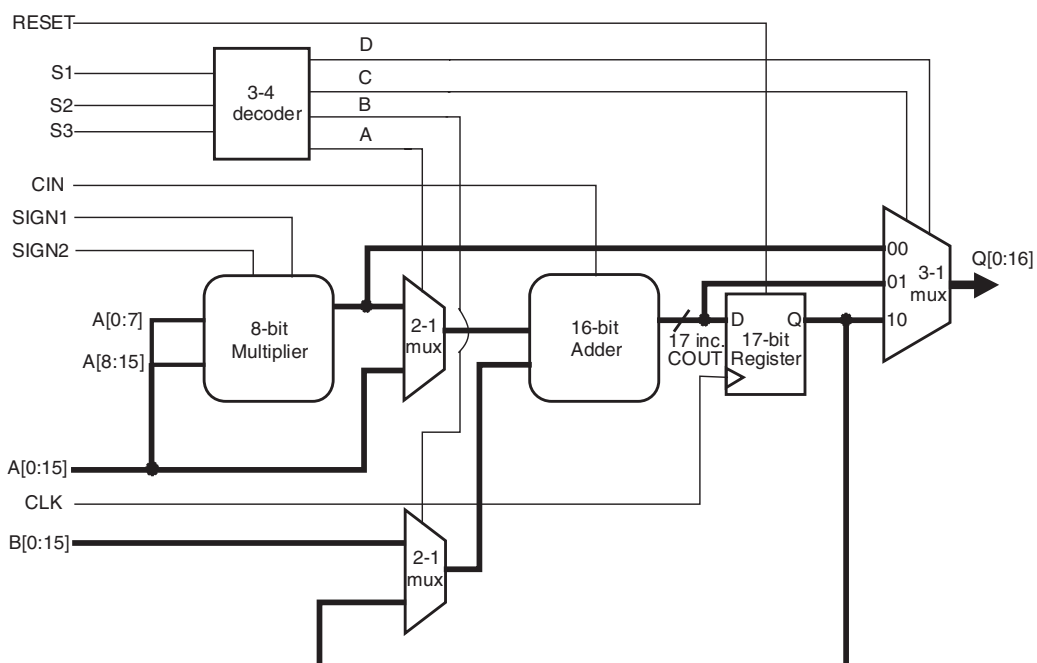 RESET
D
S1
C
3-4
decoder
S2
B
S3
A
CIN
SIGN1
SIGN2
Q[0:16]
00
3-1
mux
01
10
A[0:7]
8-bit
Multiplier
2-1
mux
16-bit
Adder
D
Q
17 inc.
COUT
17-bit
Register
A[8:15]
A[0:15]
CLK
B[0:15]
2-1
mux